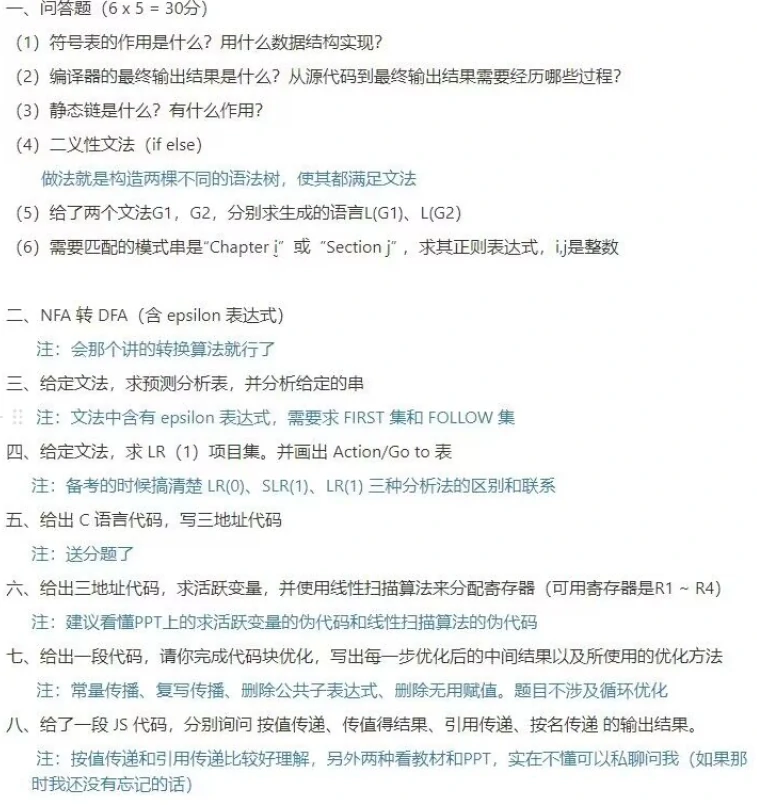 一、问答题（6 x 5 = 30分）
（1）符号表的作用是什么？用什么数据结构实现？
（2）编译器的最终输出结果是什么？从源代码到最终输出结果需要经历哪些过程？
（3）静态链是什么？有什么作用？
（4）二义性文法（if else）
做法就是构造两棵不同的语法树，使其都满足文法
（5）给了两个文法G1，G2，分别求生成的语言L(G1)、L(G2)
（6）需要匹配的模式串是“Chapter i”或“Section j”，求其正则表达式，i,j是整数
二、NFA 转 DFA（含 epsilon 表达式）
注：会那个讲的转换算法就行了
三、给定文法，求预测分析表，并分析给定的串
注：文法中含有 epsilon 表达式，需要求 FIRST 集和 FOLLOW 集
四、给定文法，求 LR（1）项目集。并画出 Action/Go to 表
注：备考的时候搞清楚 LR(0)、SLR(1)、LR(1) 三种分析法的区别和联系
五、给出 C 语言代码，写三地址代码
注：送分题了
六、给出三地址代码，求活跃变量，并使用线性扫描算法来分配寄存器（可用寄存器是R1 ~ R4）
注：建议看懂PPT上的求活跃变量的伪代码和线性扫描算法的伪代码
七、给出一段代码，请你完成代码块优化，写出每一步优化后的中间结果以及所使用的优化方法
注：常量传播、复写传播、删除公共子表达式、删除无用赋值。题目不涉及循环优化
八、给了一段 JS 代码，分别询问 按值传递、传值得结果、引用传递、按名传递 的输出结果。
注：按值传递和引用传递比较好理解，另外两种看教材和PPT，实在不懂可以私聊问我（如果那
时我还没有忘记的话）